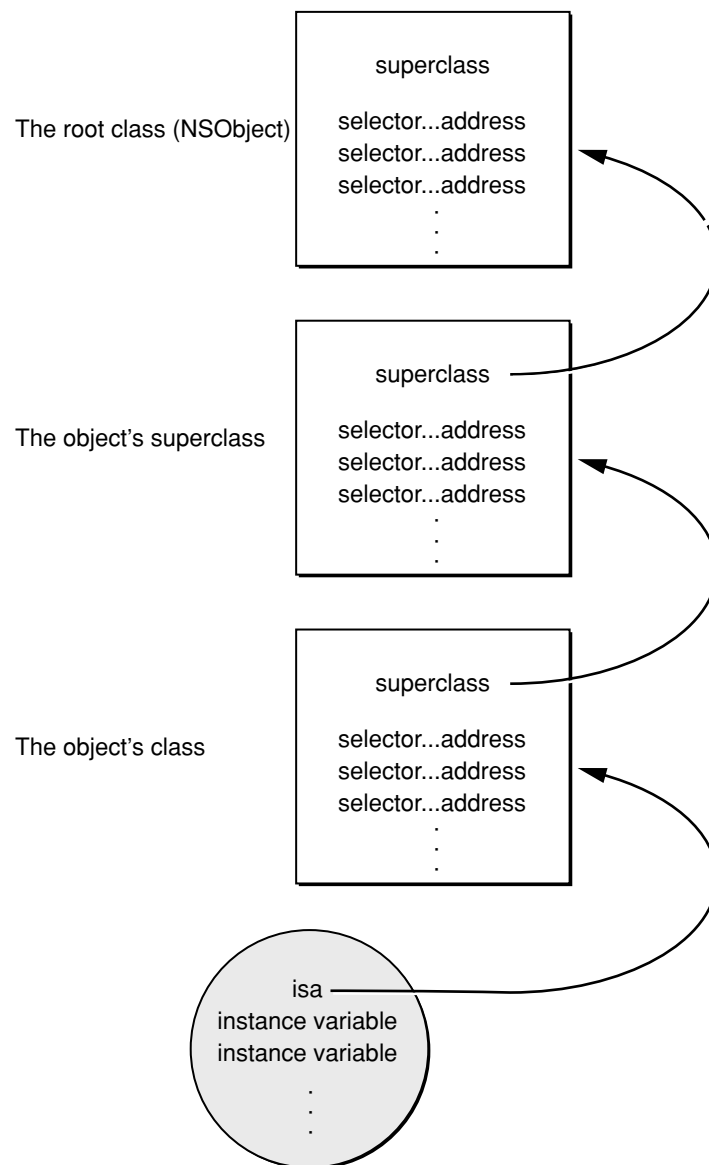 superclass
The root class (NSObject)
selector...address
selector...address
selector...address
.
.
.
superclass
The object’s superclass
selector...address
selector...address
selector...address
.
.
.
superclass
The object’s class
selector...address
selector...address
selector...address
.
.
.
isa
instance variable
instance variable
.
.
.